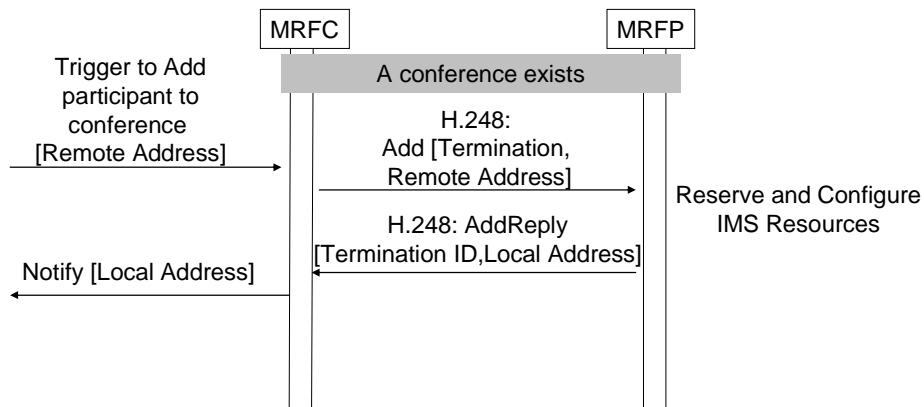 MRFC
MRFP
A conference exists
Trigger to Add
participant to
conference
[Remote Address]
H.248:
Add [Termination,
Remote Address]
Reserve and Configure
IMS Resources
H.248: AddReply
[Termination ID,Local Address]
Notify [Local Address]